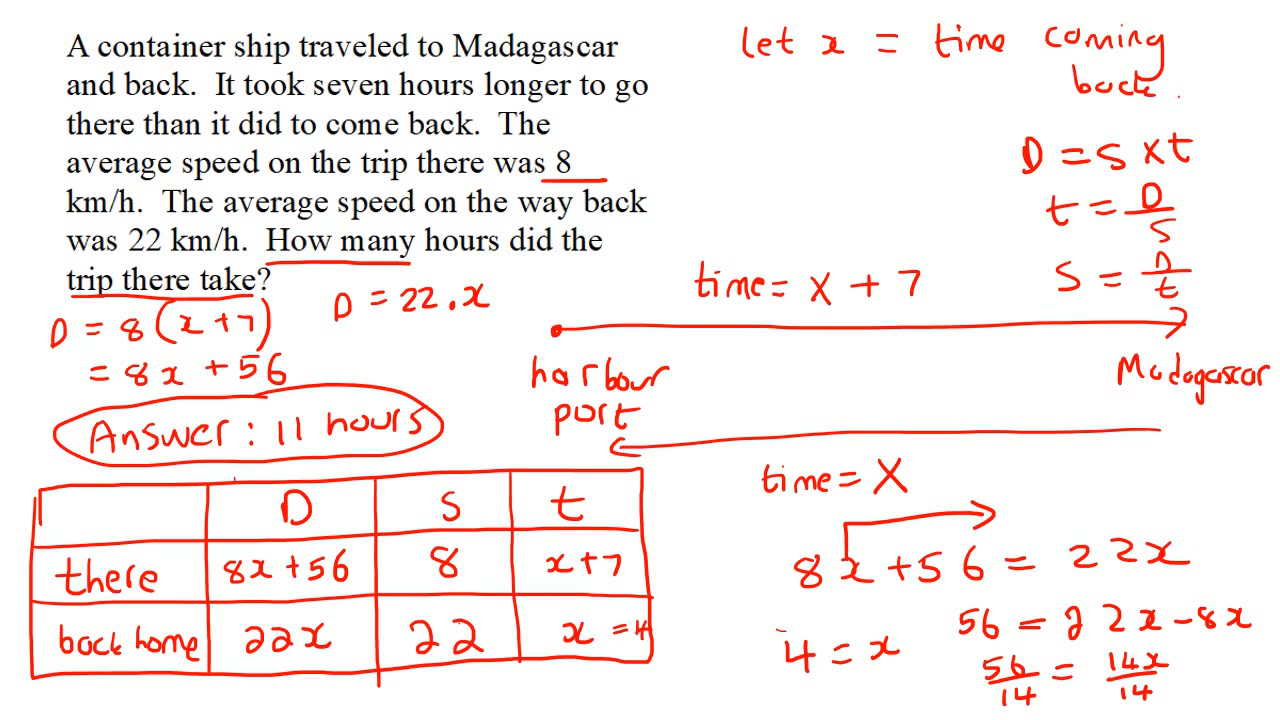 A container ship traveled to Madagascar
and back. It took seven hours longer to go
there than it did to come back. The
average speed on the trip there was 8
km/h. The average speed on the way back
was 22 km/h. How many hours did the
trip there take?
D = 8(x+7)
= 8x + 56
D = 22.x
Answer: 11 hours
D S t
there 8x+56 8 x+7
back home 22x 22 x = 4
let x = time coming
back.
D = S x t
t = D/S
S = D/t
time = x + 7
harbour
port
Madagascar
time = X
8x + 56 = 22x
56 = 22x - 8x
56/14 = 14x/14
4 = x